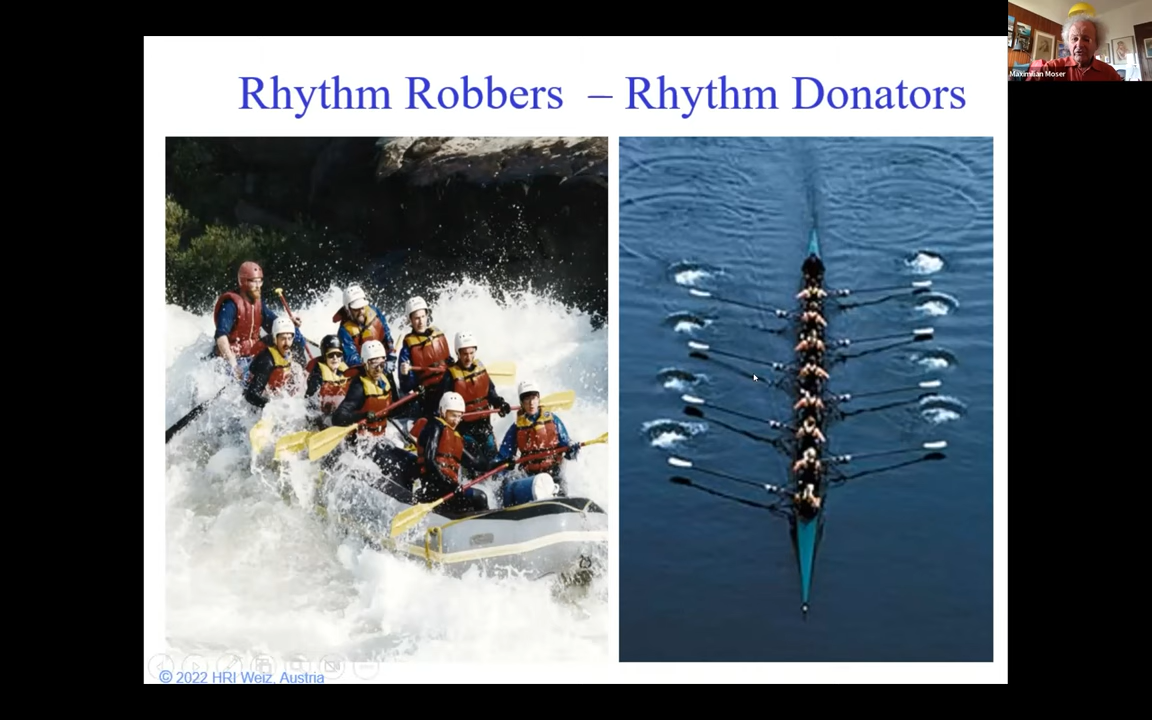 Rhythm Robbers – Rhythm Donators
Maximilian Moser
© 2022 HRI Weiz, Austria